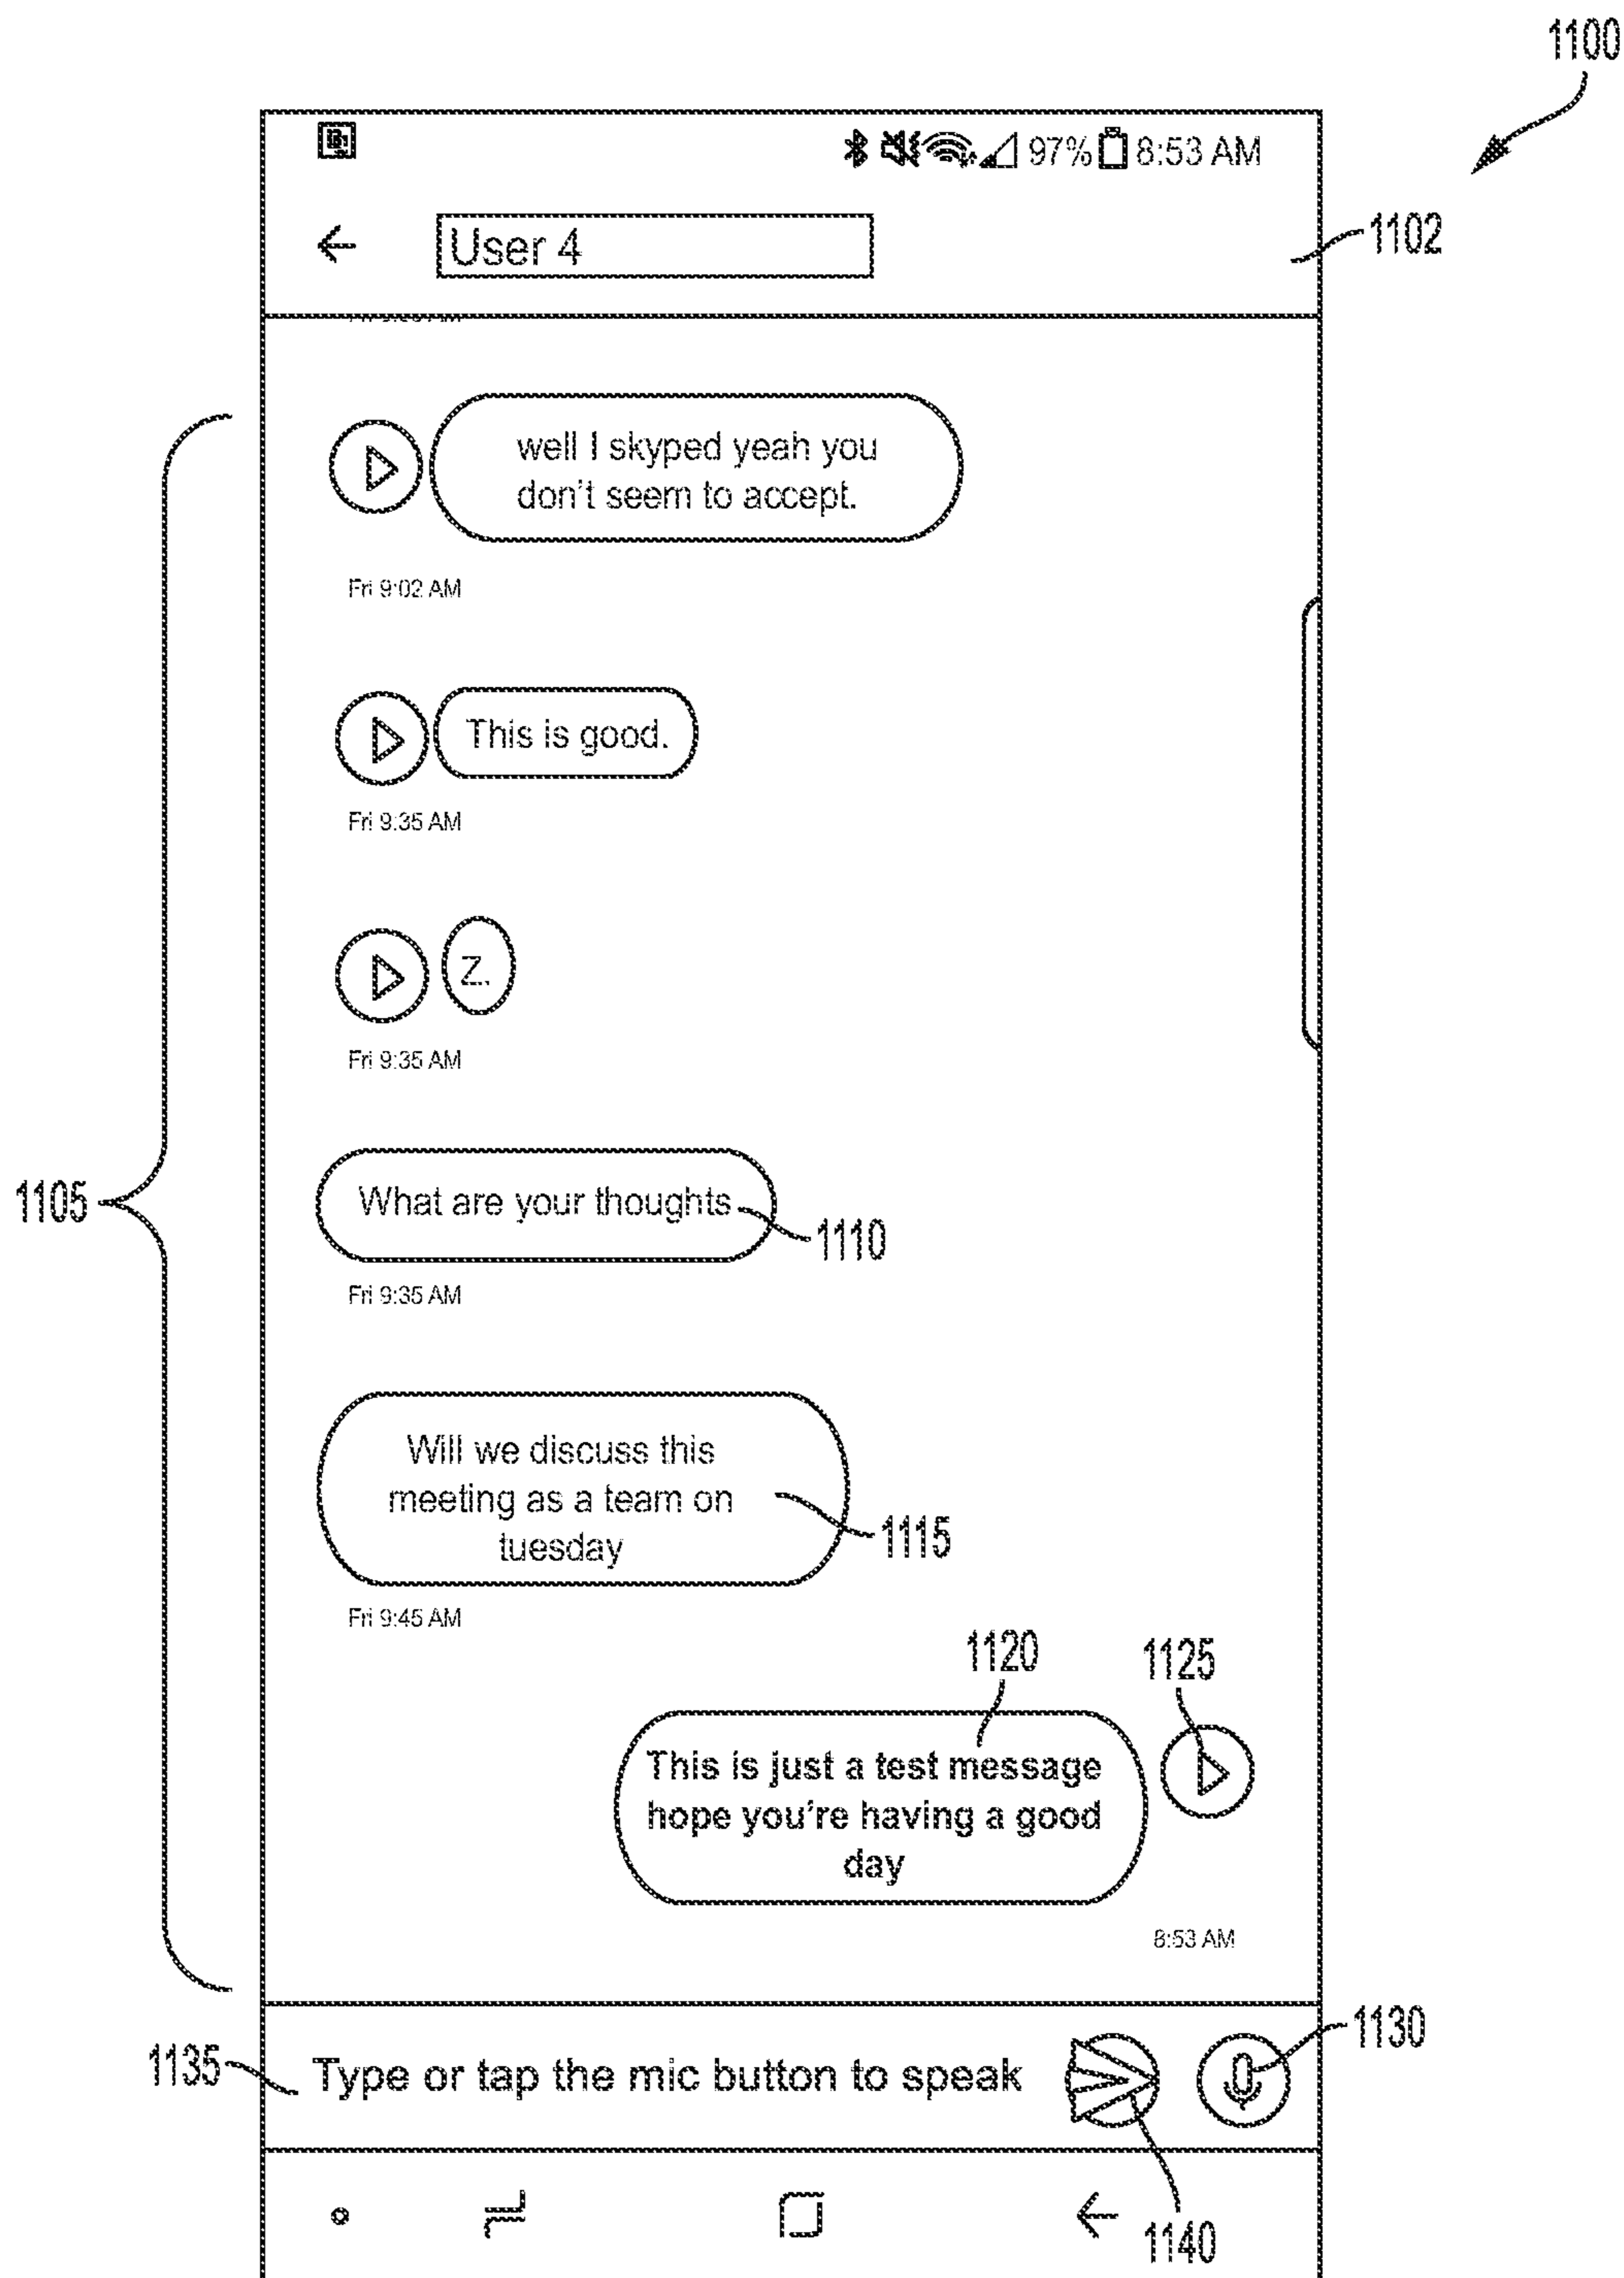 1100
97% 8:53 AM
User 4
1102
well I skyped yeah you
don't seem to accept.
Fri 9:02 AM
This is good.
Fri 9:35 AM
Z.
Fri 9:35 AM
1105
What are your thoughts
1110
Fri 9:35 AM
Will we discuss this
meeting as a team on
tuesday
1115
Fri 9:45 AM
1120
1125
This is just a test message
hope you're having a good
day
8:53 AM
1130
1135
Type or tap the mic button to speak
1140